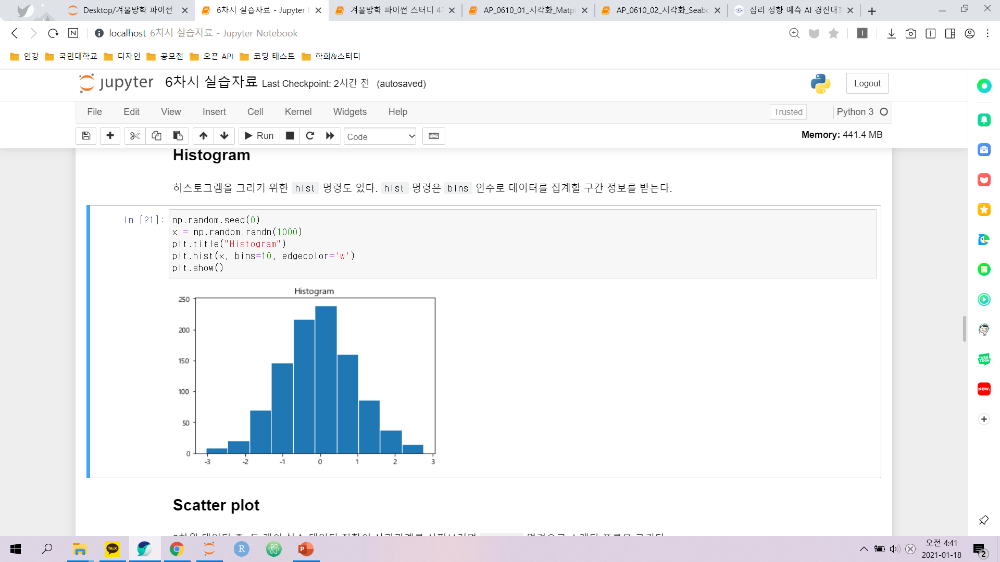 Desktop/겨울방학 파이썬
6차시 실습자료 - Jupyter
겨울방학 파이썬 스터디 4
AP_0610_01_시각화_Matpl
AP_0610_02_시각화_Seabo
심리 성향 예측 AI 경진대회
N
localhost 6차시 실습자료 - Jupyter Notebook
인강
국민대학교
디자인
공모전
오픈 API
코딩 테스트
학회&스터디
jupyter 6차시 실습자료 Last Checkpoint: 2시간 전 (autosaved)
Logout
File Edit View Insert Cell Kernel Widgets Help
Trusted
Python 3
Run
Code
Memory: 441.4 MB
Histogram
히스토그램을 그리기 위한 hist 명령도 있다. hist 명령은 bins 인수로 데이터를 집계할 구간 정보를 받는다.
In [21]:
np.random.seed(0)
x = np.random.randn(1000)
plt.title("Histogram")
plt.hist(x, bins=10, edgecolor='w')
plt.show()
Histogram
250
200
150
100
50
0
-3 -2 -1 0 1 2 3
Scatter plot
WEB TOON
NOW.
TALK
R
P
오전 4:41
2021-01-18
2